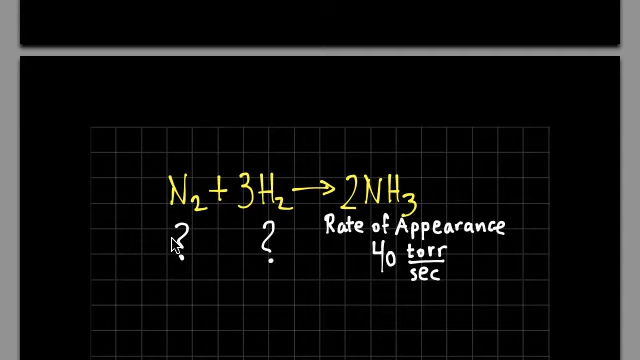 N₂ + 3H₂ → 2NH₃
? ? Rate of Appearance
40 torr/sec